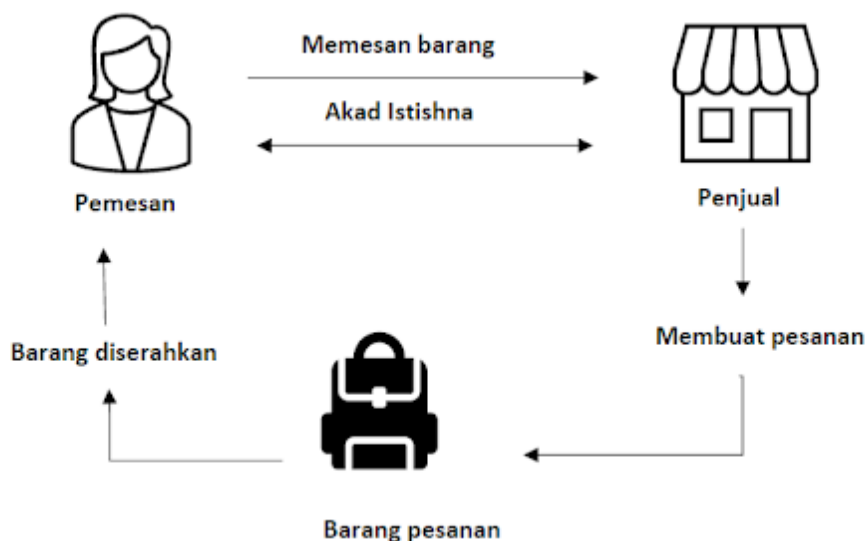 Memesan barang
Akad Istishna
Pemesan
Penjual
Barang diserahkan
Membuat pesanan
Barang pesanan